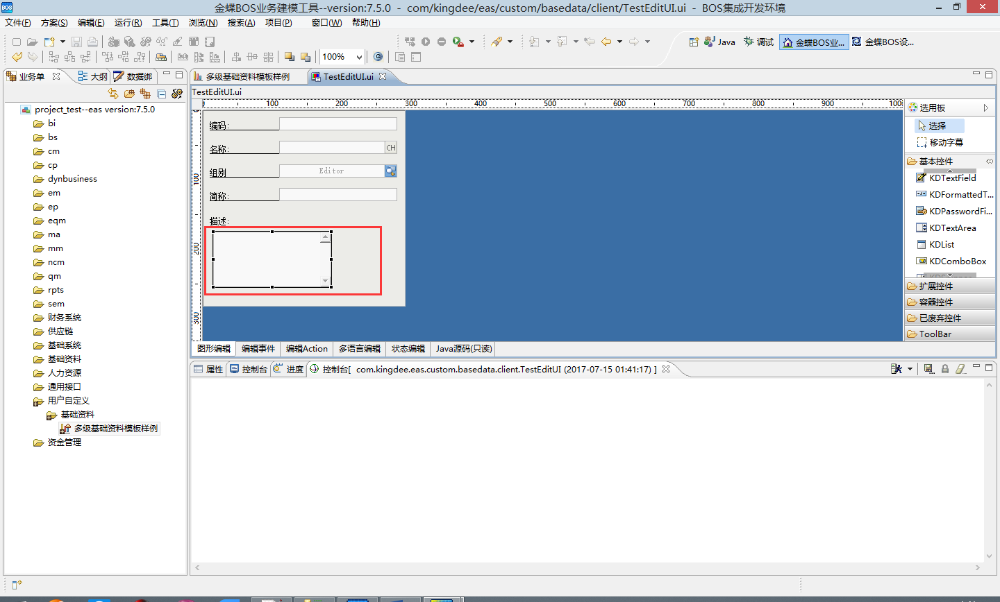 金蝶BOS业务建模工具--version:7.5.0 - com/kingdee/eas/custom/basedata/client/TestEditUI.ui - BOS集成开发环境
文件(F) 方案(S) 编辑(E) 运行(R) 工具(T) 浏览(N) 搜索(A) 项目(P) 窗口(W) 帮助(H)
Java 调试 金蝶BOS业... 金蝶BOS设...
100%
业务单 大纲 数据绑
project_test--eas version:7.5.0
bi
bs
cm
cp
dynbusiness
em
ep
eqm
ma
mm
ncm
qm
rpts
sem
财务系统
供应链
基础系统
基础资料
人力资源
通用接口
用户自定义
基础资料
多级基础资料模板样例
资金管理
多级基础资料模板样例 TestEditUI.ui
TestEditUI.ui
0 100 200 300 400 500 600 700 800 900 1000
100
200
300
编码:
名称: CH
组别 Editor
简称:
描述:
选用板
选择
移动字幕
基本控件
KDTextField
KDFormattedT...
KDPasswordFi...
KDTextArea
KDList
KDComboBox
扩展控件
容器控件
已废弃控件
ToolBar
图形编辑 编辑事件 编辑Action 多语言编辑 状态编辑 Java源码(只读)
属性 控制台 进度 控制台[ com.kingdee.eas.custom.basedata.client.TestEditUI (2017-07-15 01:41:17) ]